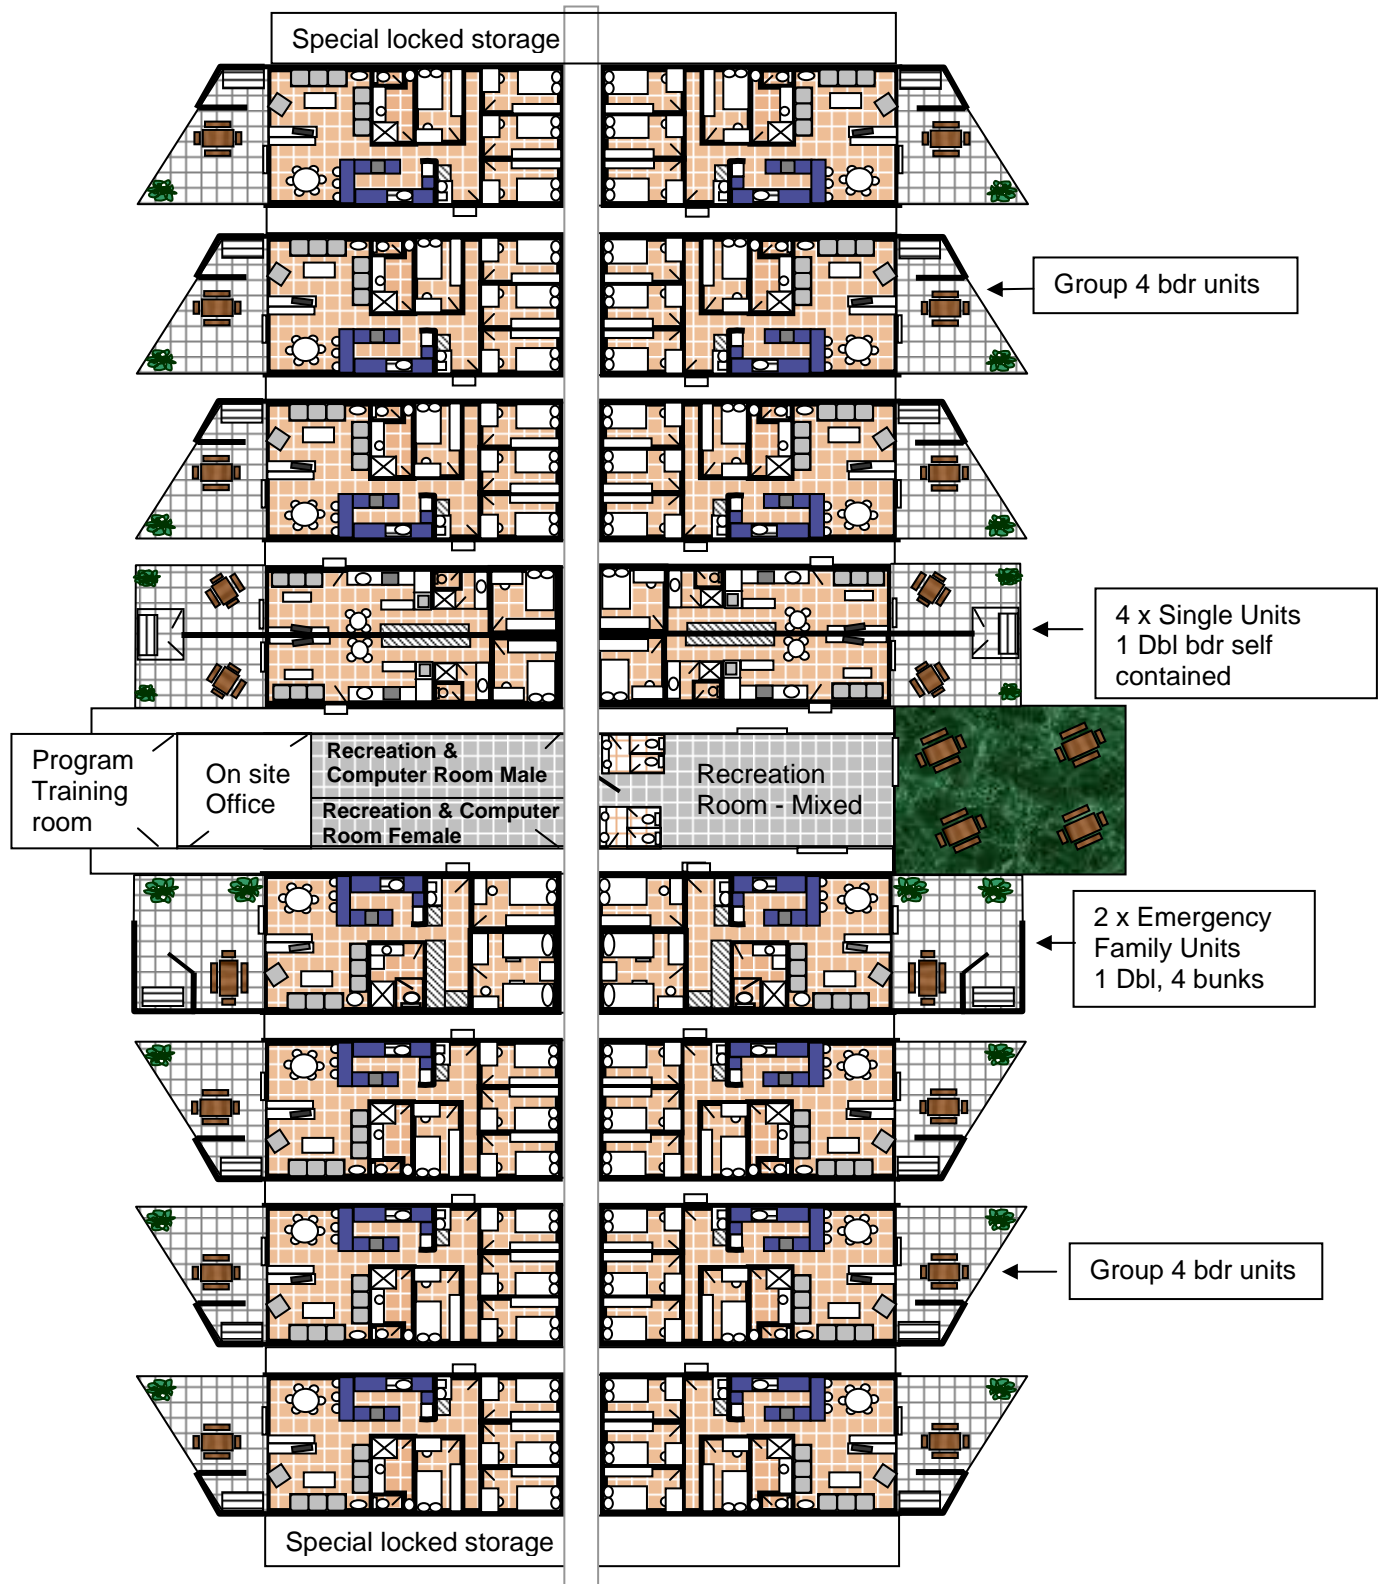 Special locked storage
Group 4 bdr units
4 x Single Units
1 Dbl bdr self
contained
Program
Training
room
On site
Office
Recreation &
Computer Room Male
Recreation & Computer
Room Female
Recreation
Room - Mixed
2 x Emergency
Family Units
1 Dbl, 4 bunks
Group 4 bdr units
Special locked storage